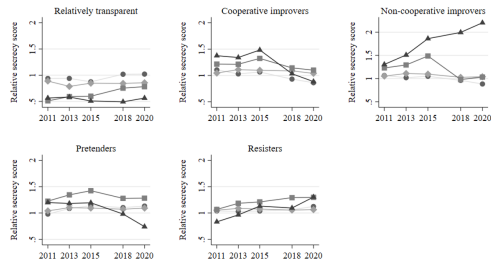 Relatively transparent
Relative secrecy score
2
1.5
1
.5
2011 2013 2015 2018 2020
Cooperative improvers
Relative secrecy score
2
1.5
1
.5
2011 2013 2015 2018 2020
Non-cooperative improvers
Relative secrecy score
2
1.5
1
.5
2011 2013 2015 2018 2020
Pretenders
Relative secrecy score
2
1.5
1
.5
2011 2013 2015 2018 2020
Resisters
Relative secrecy score
2
1.5
1
.5
2011 2013 2015 2018 2020